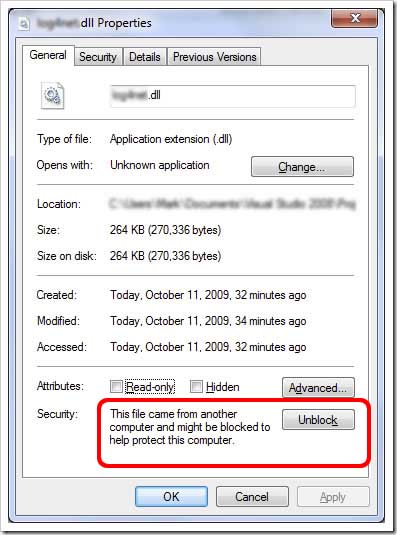 .dll Properties
General
Security
Details
Previous Versions
.dll
Type of file: Application extension (.dll)
Opens with: Unknown application Change...
Location:
Size: 264 KB (270,336 bytes)
Size on disk: 264 KB (270,336 bytes)
Created: Today, October 11, 2009, 32 minutes ago
Modified: Today, October 11, 2009, 34 minutes ago
Accessed: Today, October 11, 2009, 32 minutes ago
Attributes: Read-only Hidden Advanced...
Security: This file came from another
computer and might be blocked to
help protect this computer.
Unblock
OK Cancel Apply